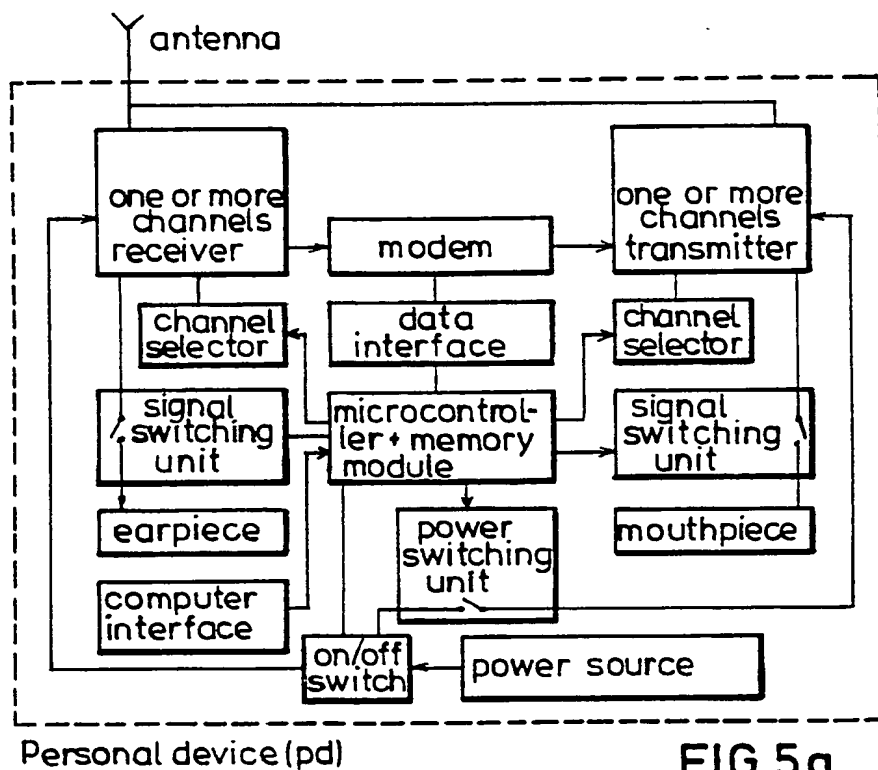 antenna
one or more
channels
receiver
modem
one or more
channels
transmitter
channel
selector
data
interface
channel
selector
signal
switching
unit
microcontrol-
ler + memory
module
signal
switching
unit
earpiece
power
switching
unit
mouthpiece
computer
interface
on/off
switch
power source
Personal device (pd)
FIG.5a